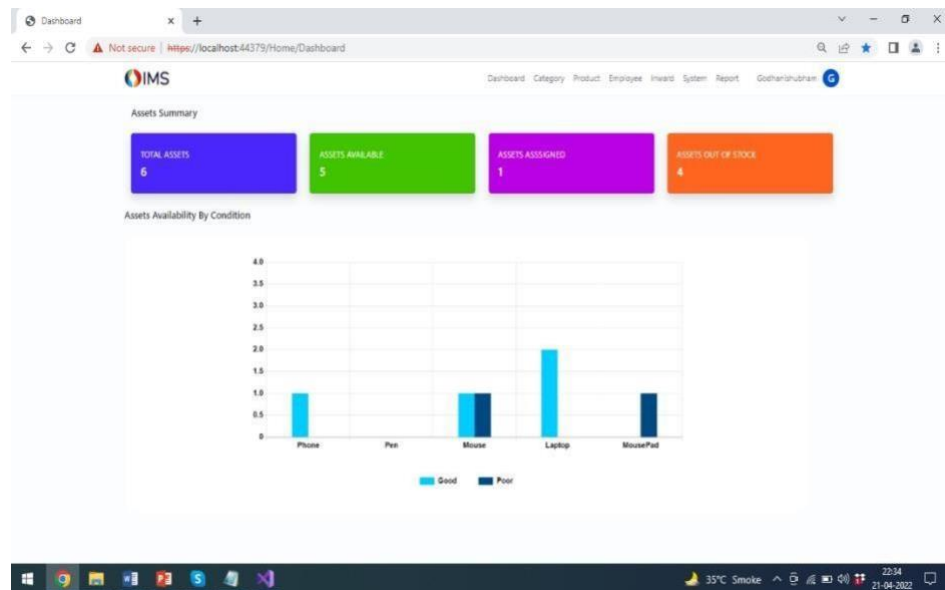 Dashboard
Not secure | https://localhost:44379/Home/Dashboard
IMS
Dashboard Category Product Employee Inward System Report Godhanishubham G
Assets Summary
TOTAL ASSETS
6
ASSETS AVAILABLE
5
ASSETS ASSSIGNED
1
ASSETS OUT OF STOCK
4
Assets Availability By Condition
4.0
3.5
3.0
2.5
2.0
1.5
1.0
0.5
0
Phone Pen Mouse Laptop MousePad
Good Poor
35°C Smoke
22:34
21-04-2022